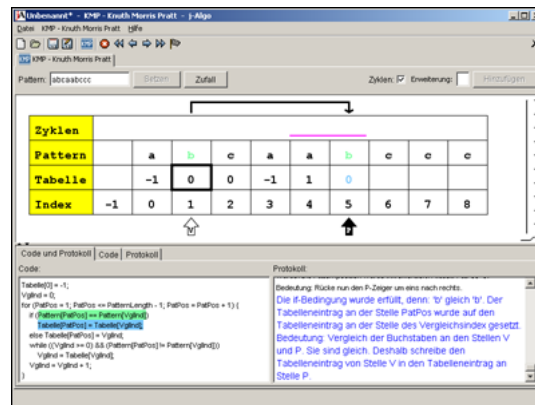 Unbenannt* - KMP - Knuth Morris Pratt - j-Algo
Datei KMP - Knuth-Morris Pratt Hilfe
KMP - Knuth-Morris Pratt
Pattern: abcaabccc Setzen Zufall Zyklen: Erweiterung: Hinzufügen
Zyklen
Pattern a b c a a b c c c
Tabelle -1 0 0 -1 1 0
Index -1 0 1 2 3 4 5 6 7 8
V P
Code und Protokoll Code Protokoll
Code: Protokoll:
Tabelle[0] = -1;
VglInd = 0;
for (PatPos = 1; PatPos <= PatternLength - 1; PatPos = PatPos + 1) {
if (Pattern[PatPos] == Pattern[VglInd])
Tabelle[PatPos] = Tabelle[VglInd];
else Tabelle[PatPos] = VglInd;
while ((VglInd >= 0) && (Pattern[PatPos] != Pattern[VglInd]))
VglInd = Tabelle[VglInd];
VglInd = VglInd + 1;
}
Bedeutung: Rücke nun den P-Zeiger um eins nach rechts.
Die if-Bedingung wurde erfüllt, denn: 'b' gleich 'b'. Der
Tabelleneintrag an der Stelle PatPos wurde auf den
Tabelleneintrag an der Stelle des Vergleichsindex gesetzt.
Bedeutung: Vergleich der Buchstaben an den Stellen V
und P. Sie sind gleich. Deshalb schreibe den
Tabelleneintrag von Stelle V in den Tabelleneintrag an
Stelle P.